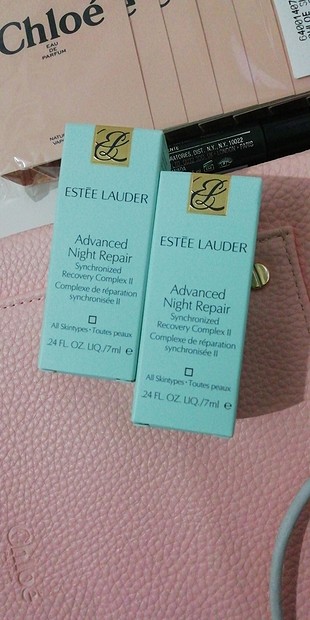 Chloé
EAU
DE
PARFUM
ORATORIES, DIST. N.Y., N.Y. 10022
ESTĒE LAUDER
Advanced
Night Repair
Synchronized
Recovery Complex II
Complexe de réparation
synchronisée II
All Skintypes • Toutes peaux
.24 FL. OZ. LIQ./7ml e
ESTĒE LAUDER
Advanced
Night Repair
Synchronized
Recovery Complex II
Complexe de réparation
synchronisée II
All Skintypes • Toutes peaux
.24 FL. OZ. LIQ./7ml e
Chloé